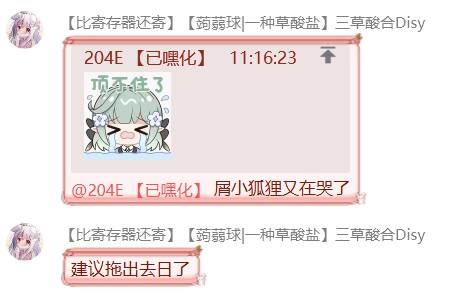 【比寄存器还寄】【蒟蒻球|一种草酸盐】三草酸合Disy
204E 【已嘿化】 11:16:23
顶不住了
@204E 【已嘿化】 屑小狐狸又在哭了
【比寄存器还寄】【蒟蒻球|一种草酸盐】三草酸合Disy
建议拖出去日了